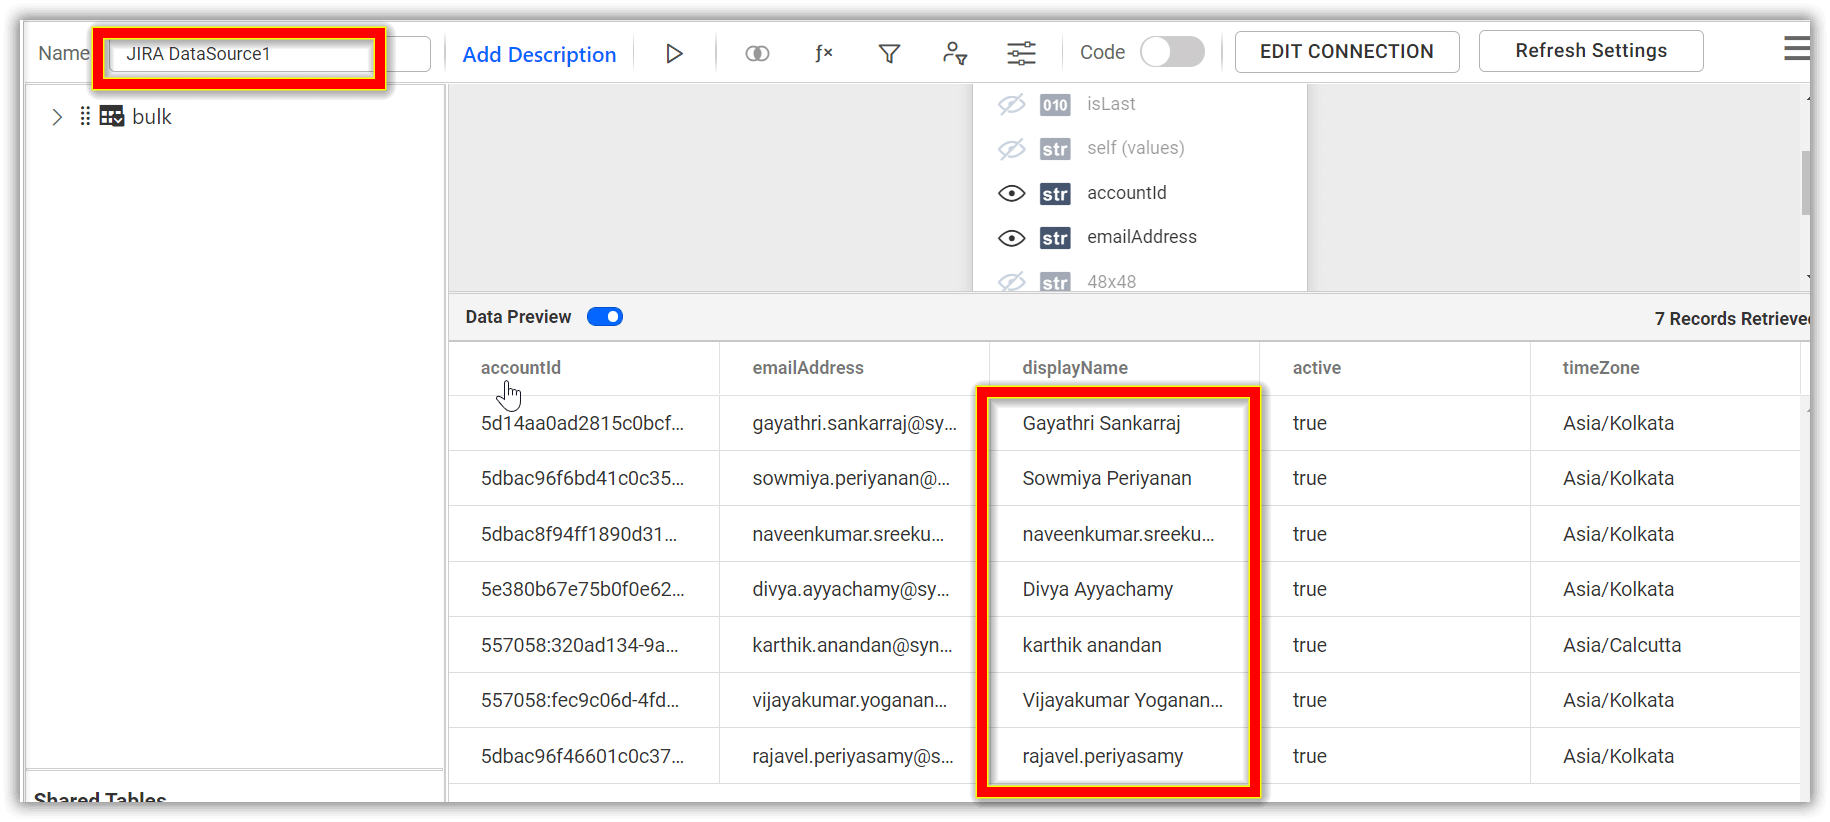 Name JIRA DataSource1 Add Description f× Code EDIT CONNECTION Refresh Settings
bulk
010 isLast
str self (values)
str accountId
str emailAddress
str 48x48
Data Preview 7 Records Retrieved
accountId emailAddress displayName active timeZone
5d14aa0ad2815c0bcf... gayathri.sankarraj@sy... Gayathri Sankarraj true Asia/Kolkata
5dbac96f6bd41c0c35... sowmiya.periyanan@... Sowmiya Periyanan true Asia/Kolkata
5dbac8f94ff1890d31... naveenkumar.sreeku... naveenkumar.sreeku... true Asia/Kolkata
5e380b67e75b0f0e62... divya.ayyachamy@sy... Divya Ayyachamy true Asia/Kolkata
557058:320ad134-9a... karthik.anandan@syn... karthik anandan true Asia/Calcutta
557058:fec9c06d-4fd... vijayakumar.yoganan... Vijayakumar Yoganan... true Asia/Kolkata
5dbac96f46601c0c37... rajavel.periyasamy@s... rajavel.periyasamy true Asia/Kolkata
Shared Tables